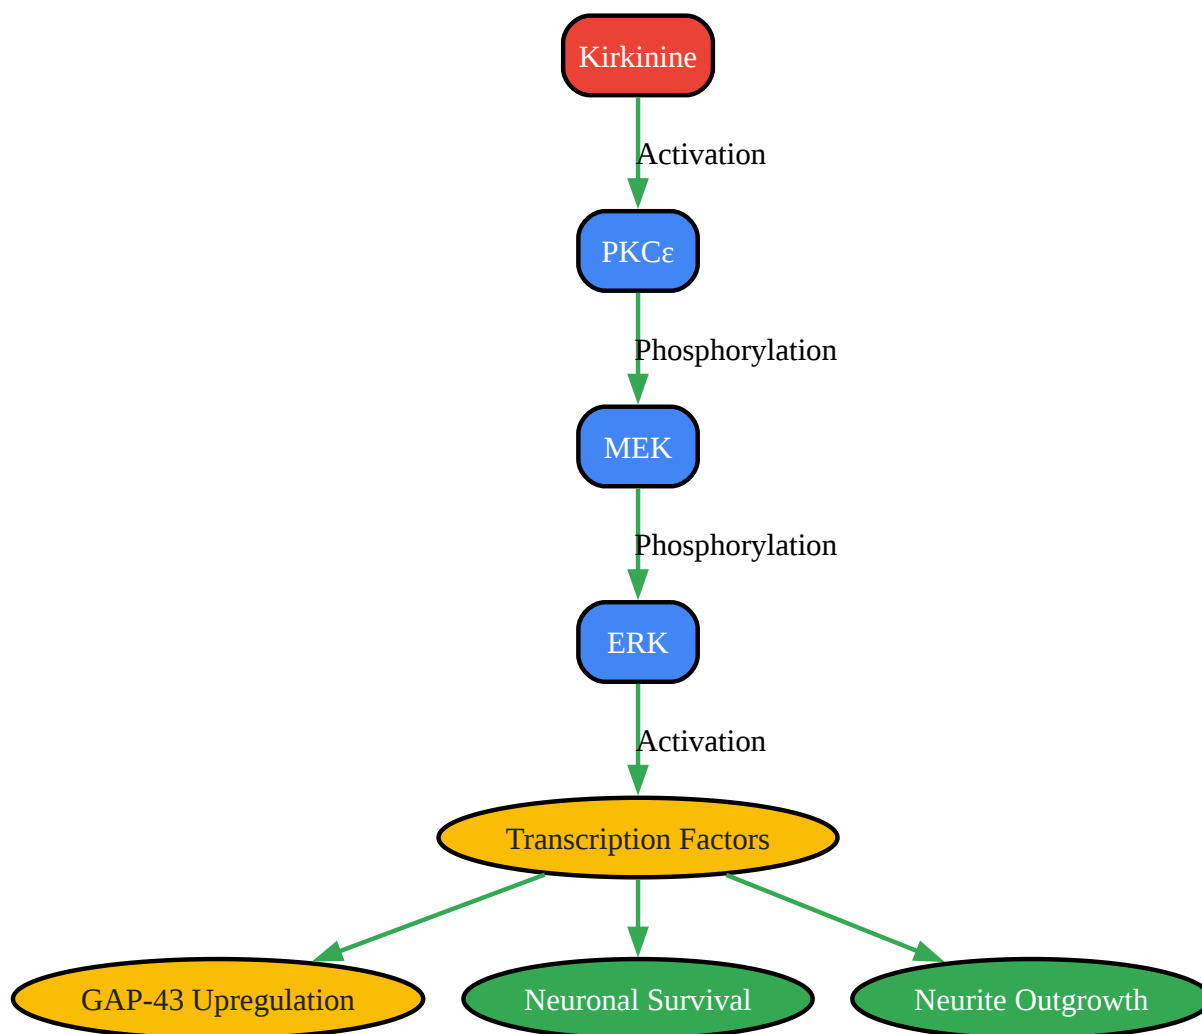 Kirkinine
Activation
PKCε
Phosphorylation
MEK
Phosphorylation
ERK
Activation
Transcription Factors
GAP-43 Upregulation
Neuronal Survival
Neurite Outgrowth